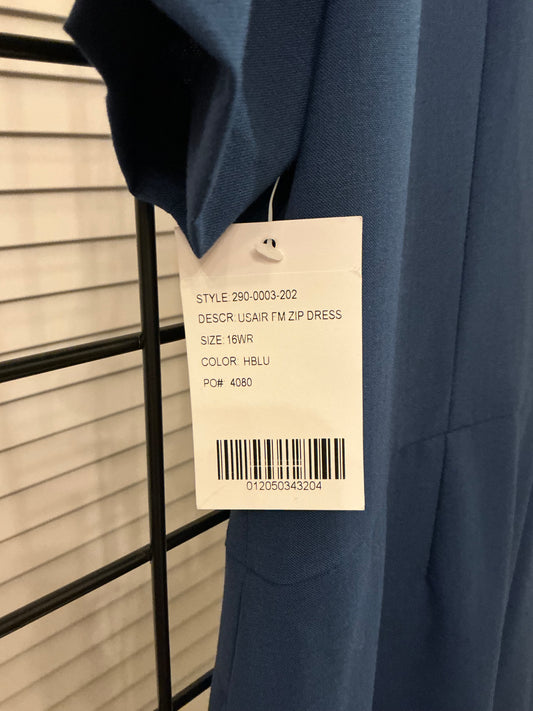 STYLE: 290-0003-202
DESCR: USAIR FM ZIP DRESS
SIZE: 16WR
COLOR: HBLU
PO#: 4080
012050343204